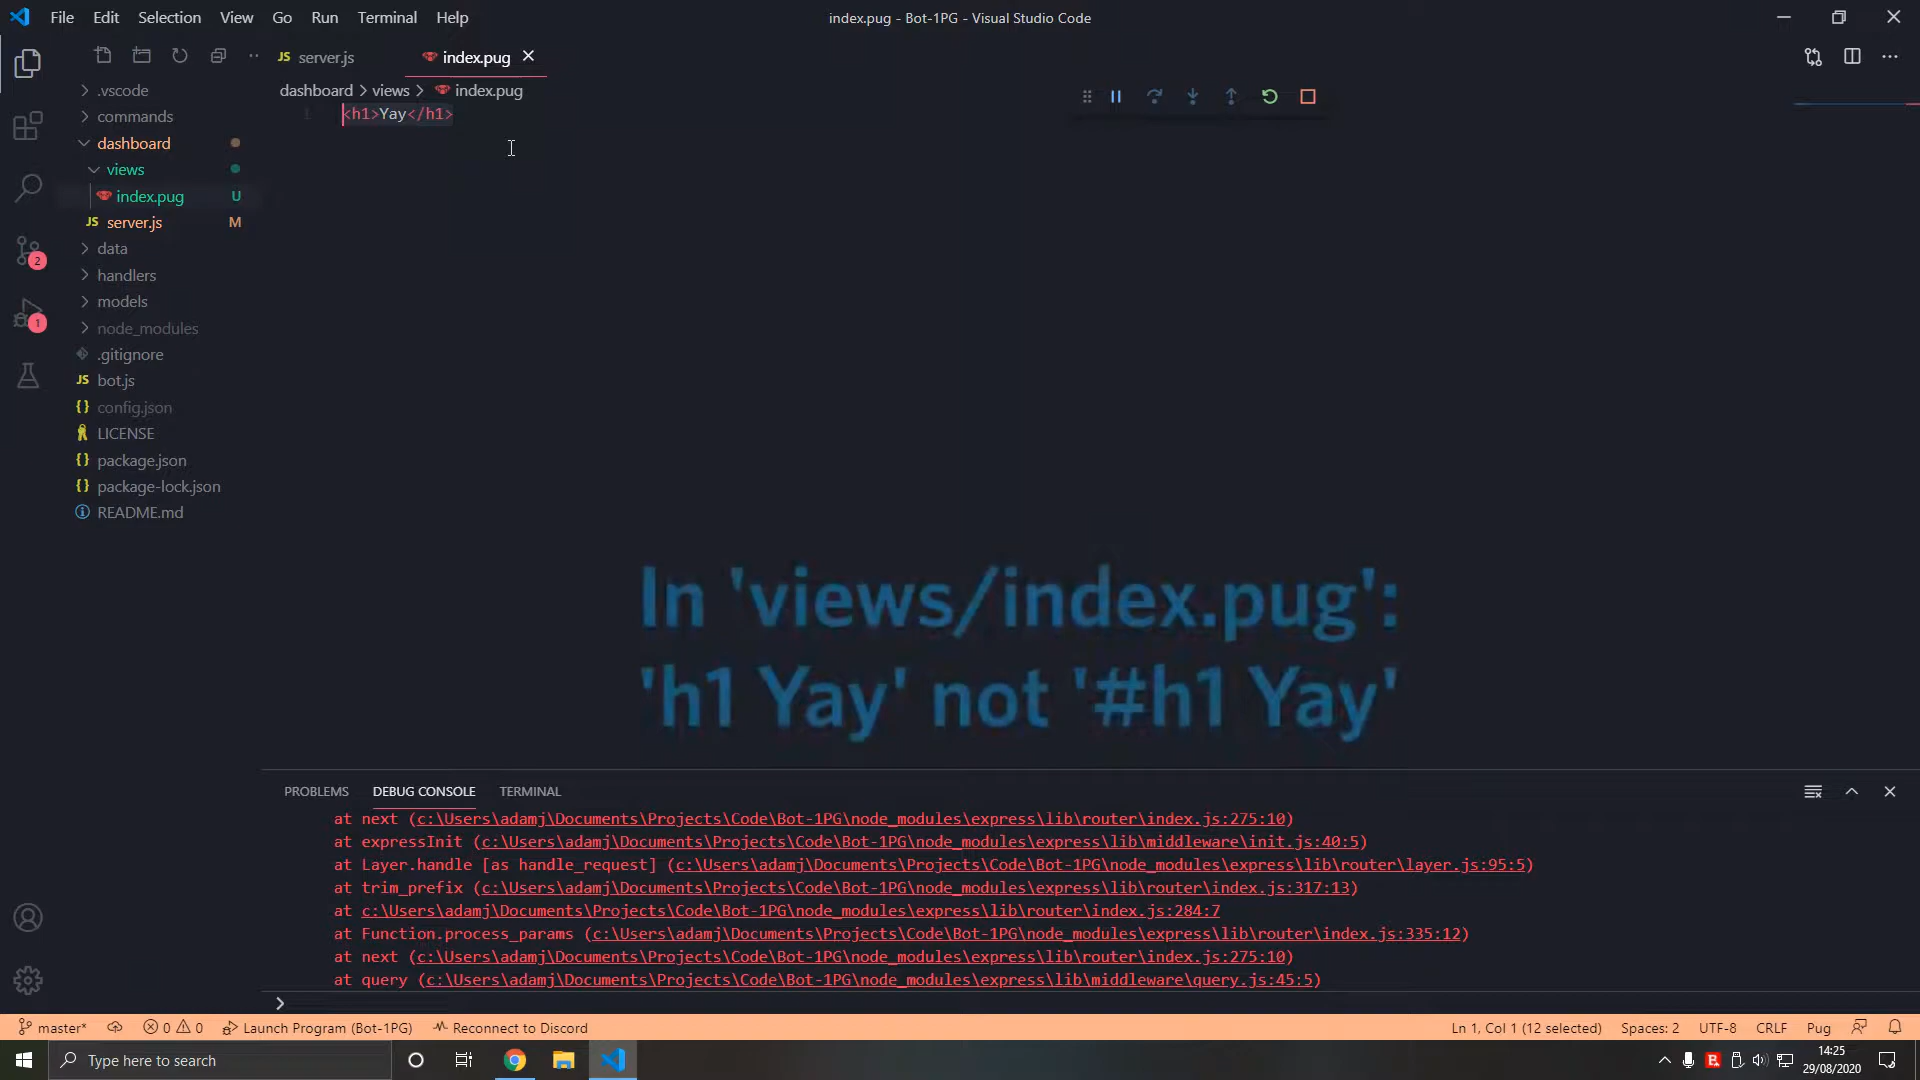 File Edit Selection View Go Run Terminal Help
index.pug - Bot-1PG - Visual Studio Code
JS server.js
index.pug
dashboard > views > index.pug
1 <h1>Yay</h1>
.vscode
commands
dashboard
views
index.pug U
JS server.js M
data
handlers
models
node_modules
.gitignore
JS bot.js
{} config.json
LICENSE
{} package.json
{} package-lock.json
README.md
2
1
In 'views/index.pug':
'h1 Yay' not '#h1 Yay'
PROBLEMS DEBUG CONSOLE TERMINAL
at next (c:\Users\adamj\Documents\Projects\Code\Bot-1PG\node_modules\express\lib\router\index.js:275:10)
at expressInit (c:\Users\adamj\Documents\Projects\Code\Bot-1PG\node_modules\express\lib\middleware\init.js:40:5)
at Layer.handle [as handle_request] (c:\Users\adamj\Documents\Projects\Code\Bot-1PG\node_modules\express\lib\router\layer.js:95:5)
at trim_prefix (c:\Users\adamj\Documents\Projects\Code\Bot-1PG\node_modules\express\lib\router\index.js:317:13)
at c:\Users\adamj\Documents\Projects\Code\Bot-1PG\node_modules\express\lib\router\index.js:284:7
at Function.process_params (c:\Users\adamj\Documents\Projects\Code\Bot-1PG\node_modules\express\lib\router\index.js:335:12)
at next (c:\Users\adamj\Documents\Projects\Code\Bot-1PG\node_modules\express\lib\router\index.js:275:10)
at query (c:\Users\adamj\Documents\Projects\Code\Bot-1PG\node_modules\express\lib\middleware\query.js:45:5)
master* 0 0 Launch Program (Bot-1PG) Reconnect to Discord
Ln 1, Col 1 (12 selected) Spaces: 2 UTF-8 CRLF Pug
Type here to search
14:25
29/08/2020